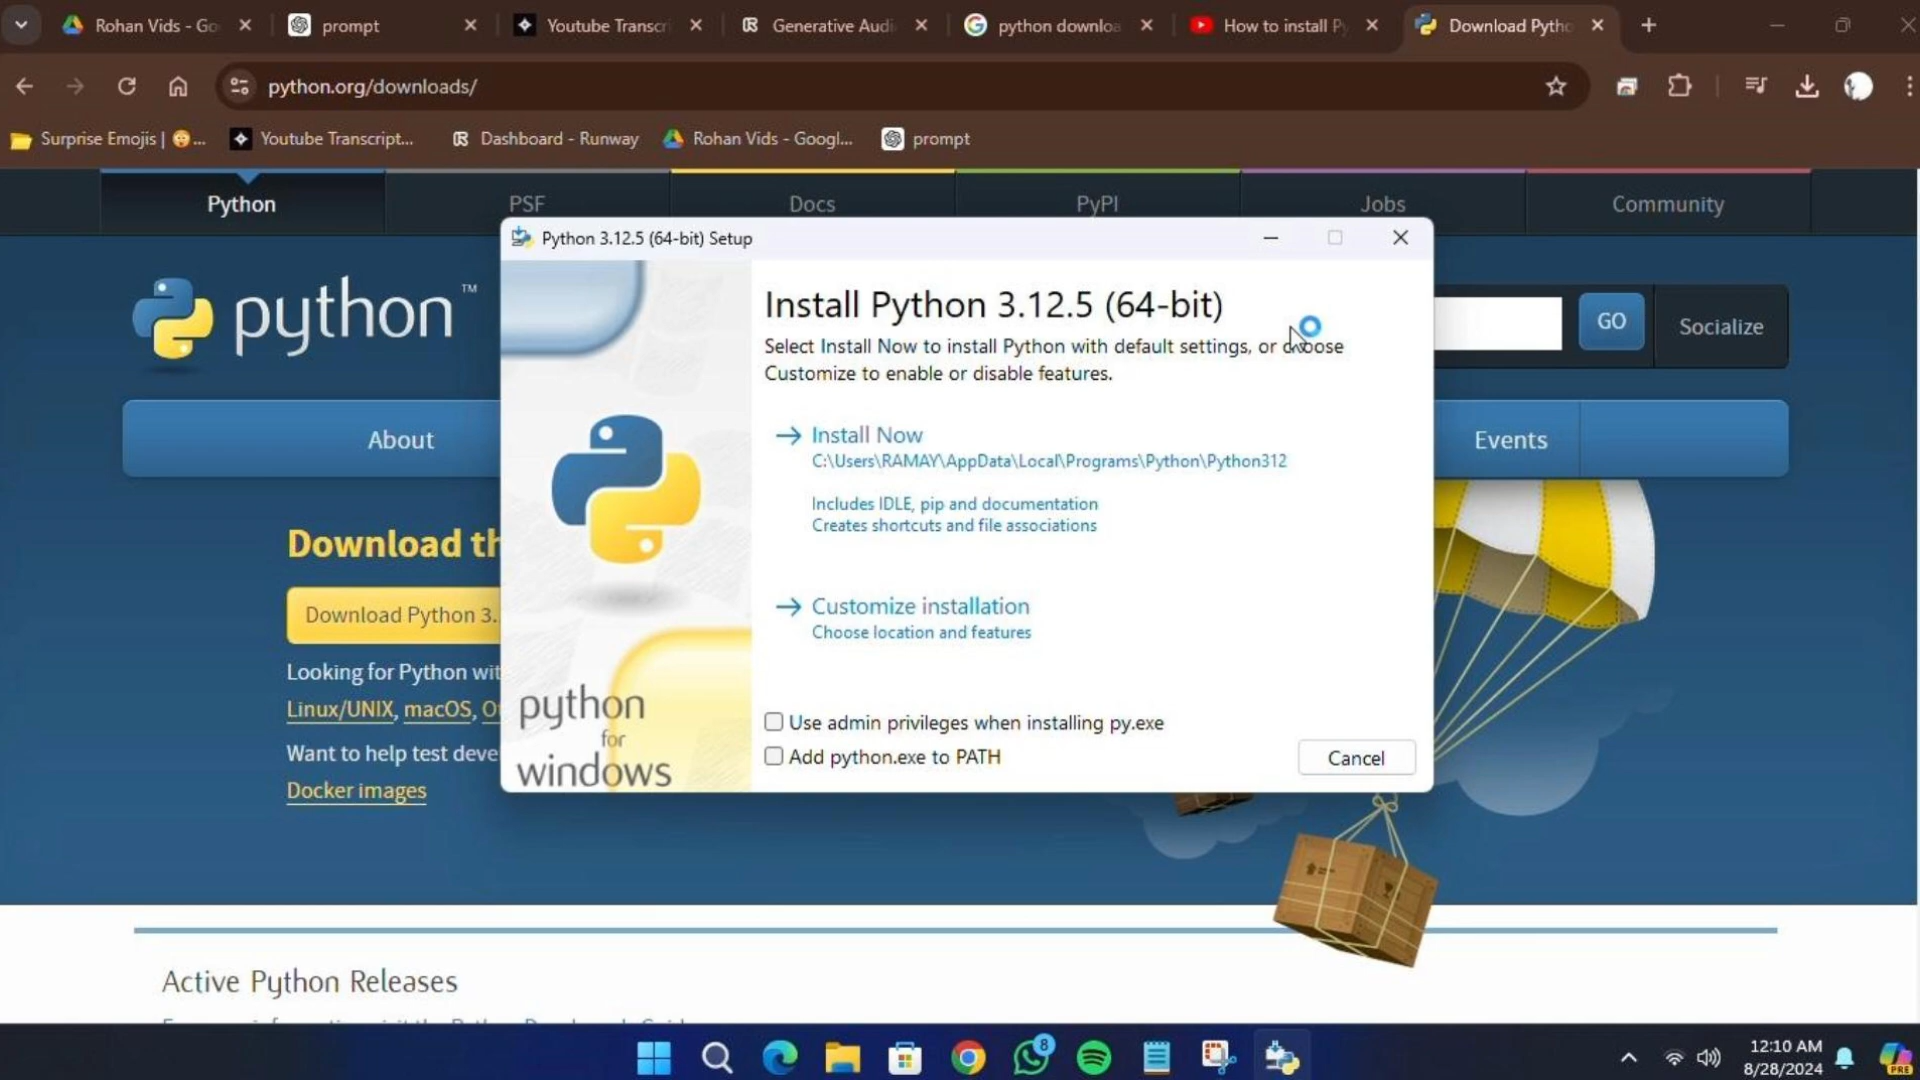 Rohan Vids - Go
prompt
Youtube Transcri
Generative Audi
python downloa
How to install Py
Download Pytho
python.org/downloads/
Surprise Emojis | 😳...
Youtube Transcript...
Dashboard - Runway
Rohan Vids - Googl...
prompt
Python
PSF
Docs
PyPI
Jobs
Community
python™
GO
Socialize
About
Events
Download th
Download Python 3.
Looking for Python wit
Linux/UNIX, macOS, Ot
Want to help test deve
Docker images
Python 3.12.5 (64-bit) Setup
Install Python 3.12.5 (64-bit)
Select Install Now to install Python with default settings, or choose
Customize to enable or disable features.
Install Now
C:\Users\RAMAY\AppData\Local\Programs\Python\Python312
Includes IDLE, pip and documentation
Creates shortcuts and file associations
Customize installation
Choose location and features
python
for
windows
Use admin privileges when installing py.exe
Add python.exe to PATH
Cancel
Active Python Releases
8
12:10 AM
8/28/2024
PRE